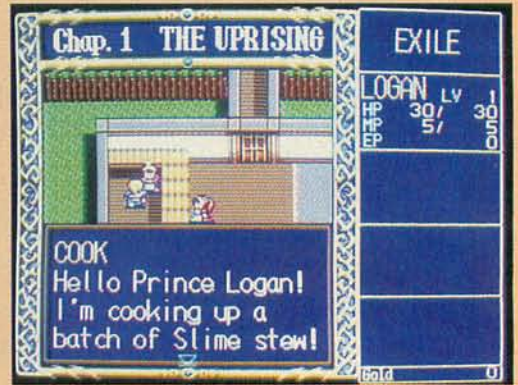 Chap. 1 THE UPRISING
EXILE
LOGAN LV 1
HP 30/ 30
MP 5/ 5
EP 0
COOK
Hello Prince Logan!
I'm cooking up a
batch of Slime stew!
Gold 0